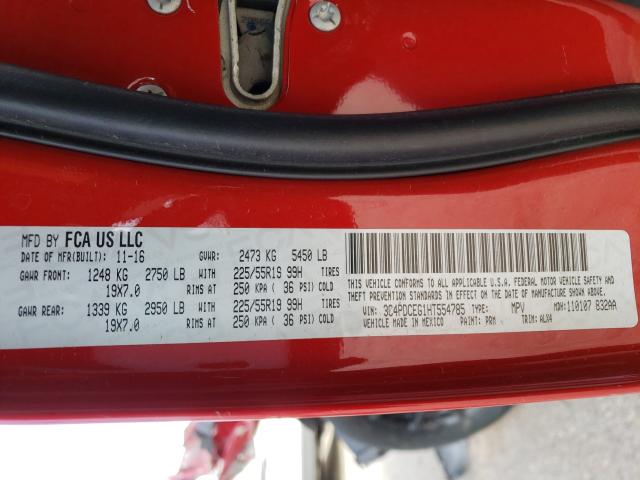 MFD BY FCA US LLC
DATE OF MFR(BUILT): 11-16 GVWR: 2473 KG 5450 LB
GAWR FRONT: 1248 KG 2750 LB WITH 225/55R19 99H TIRES
19X7.0 RIMS AT 250 KPA ( 36 PSI) COLD
GAWR REAR: 1339 KG 2950 LB WITH 225/55R19 99H TIRES
19X7.0 RIMS AT 250 KPA ( 36 PSI) COLD
THIS VEHICLE CONFORMS TO ALL APPLICABLE U.S.A. FEDERAL MOTOR VEHICLE SAFETY AND
THEFT PREVENTION STANDARDS IN EFFECT ON THE DATE OF MANUFACTURE SHOWN ABOVE.
VIN: 3C4PDCEG1HT554785 TYPE: MPV MDH: 110107 832AA
VEHICLE MADE IN MEXICO PAINT: PRM TRIM: ALX4